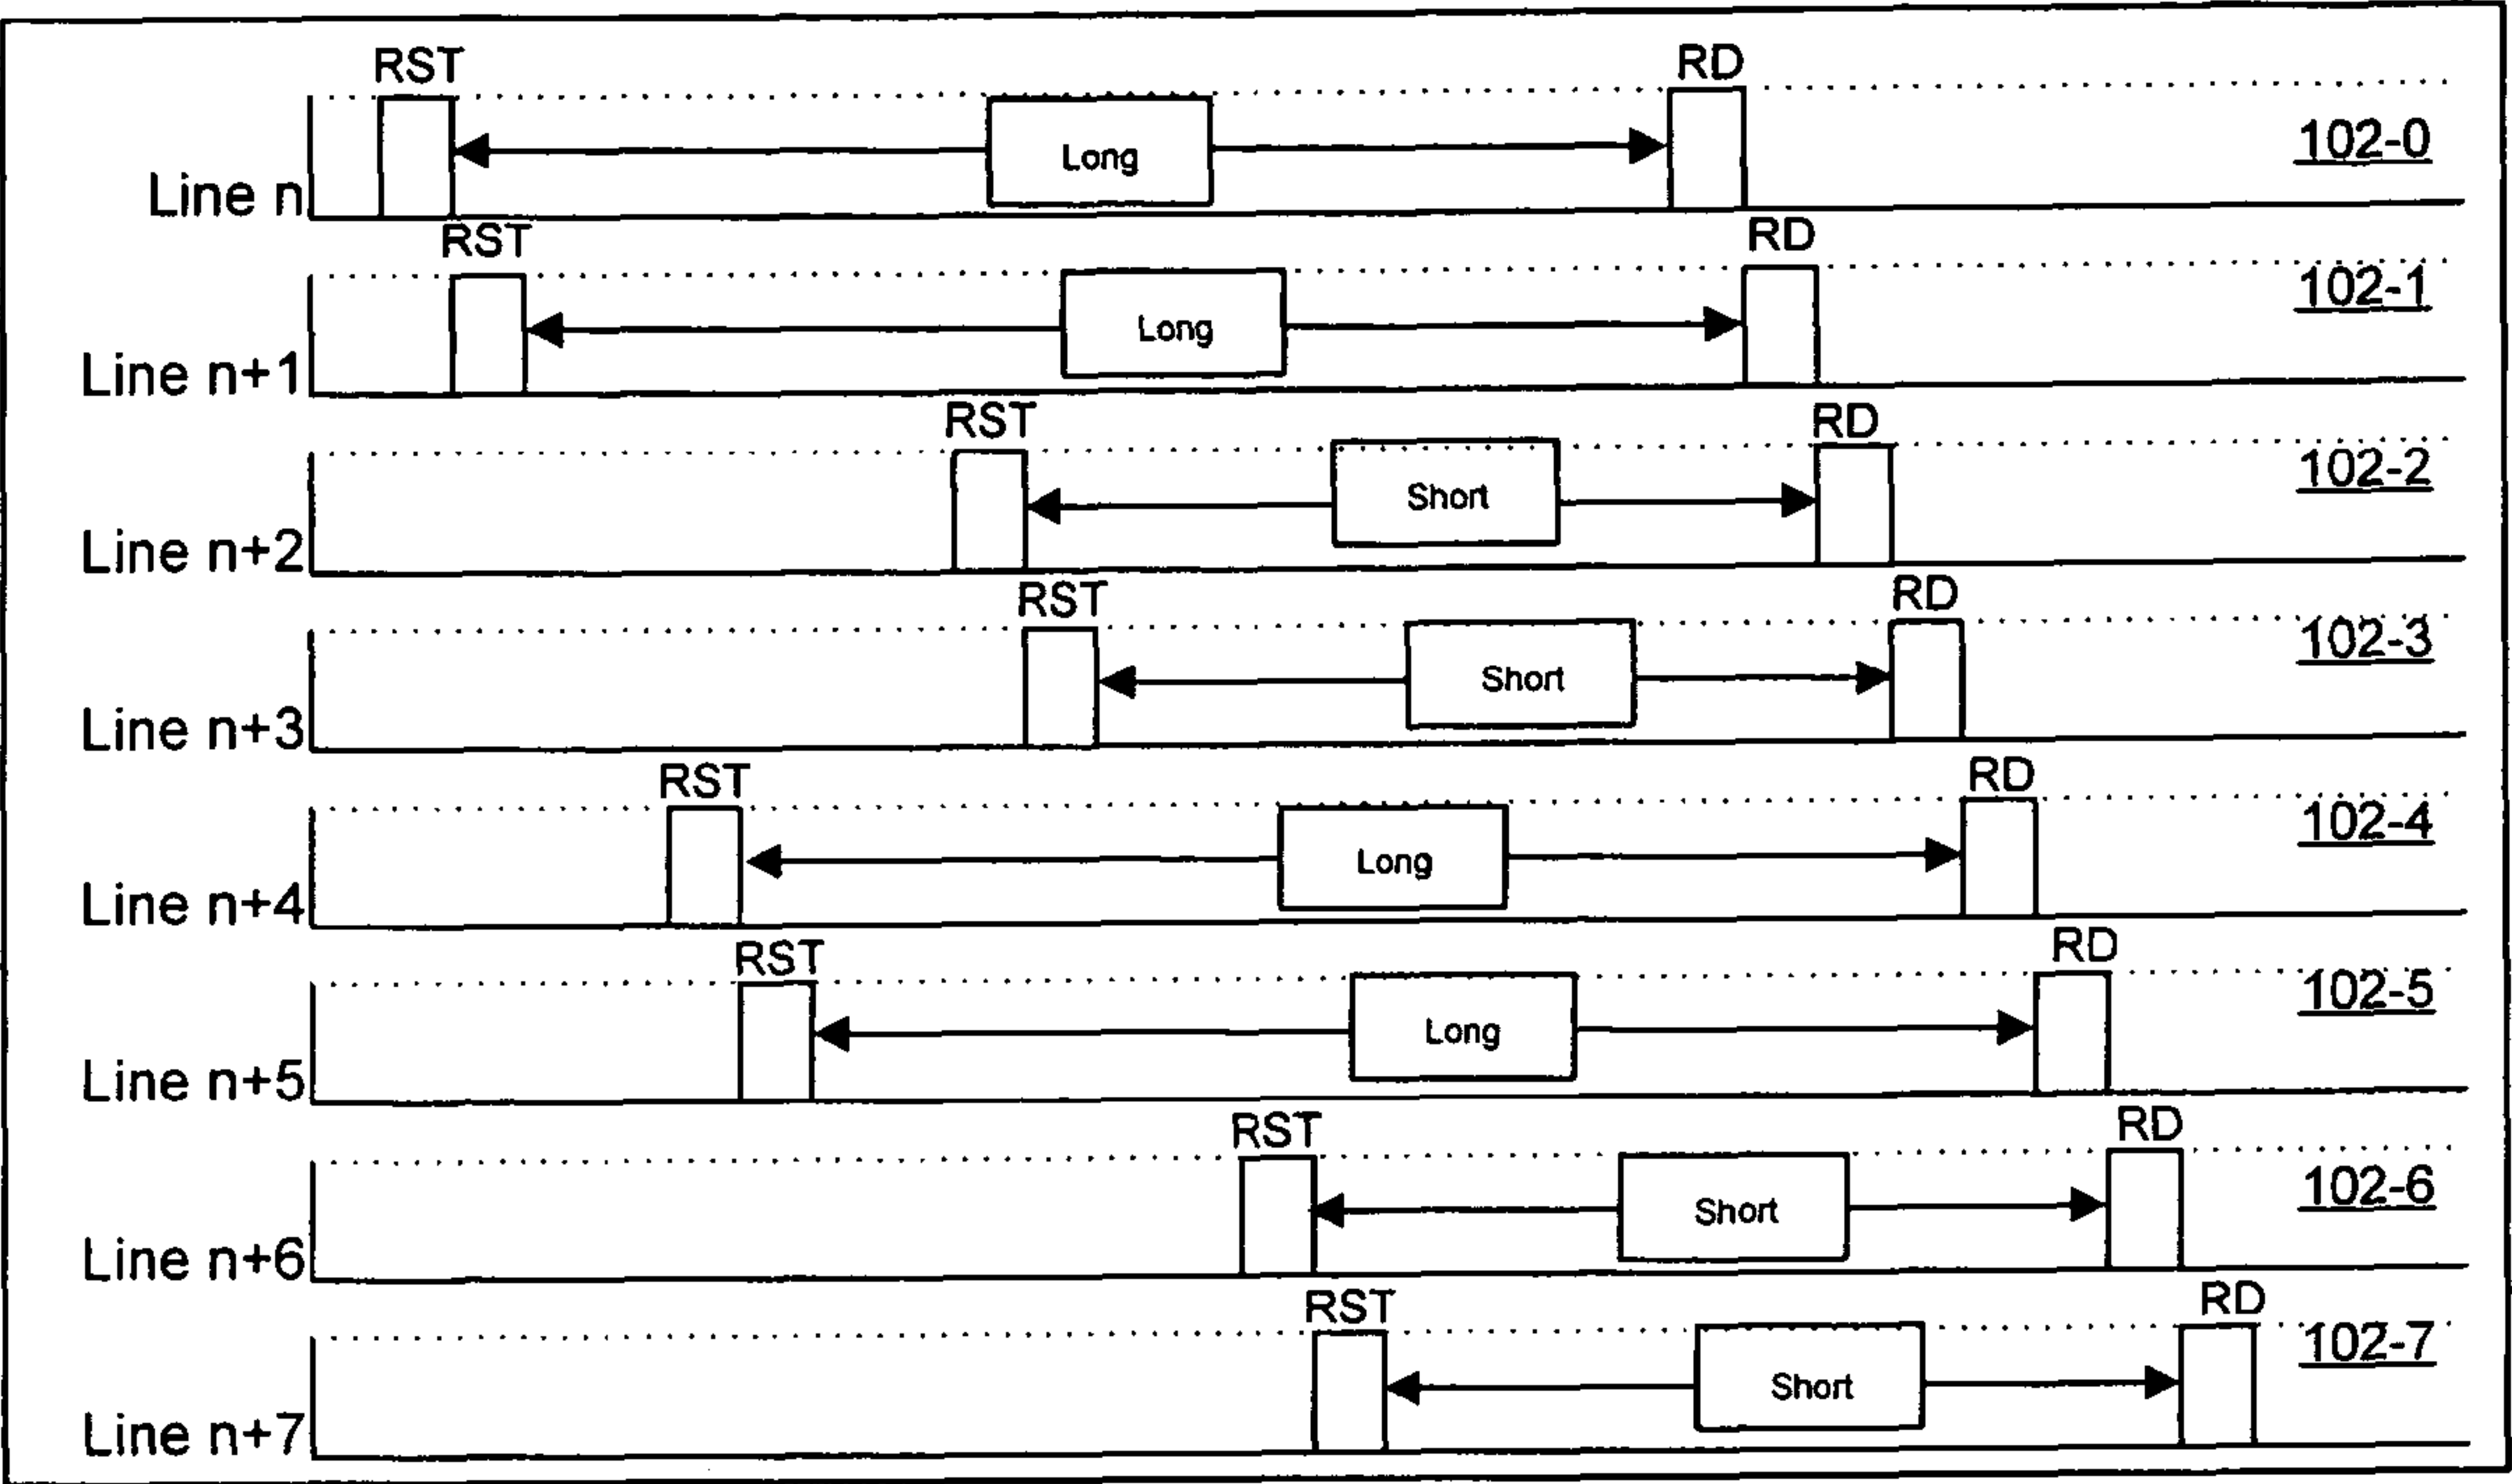 RST RD
Line n Long 102-0
RST RD
Line n+1 Long 102-1
RST RD
Line n+2 Short 102-2
RST RD
Line n+3 Short 102-3
RST RD
Line n+4 Long 102-4
RST RD
Line n+5 Long 102-5
RST RD
Line n+6 Short 102-6
RST RD
Line n+7 Short 102-7